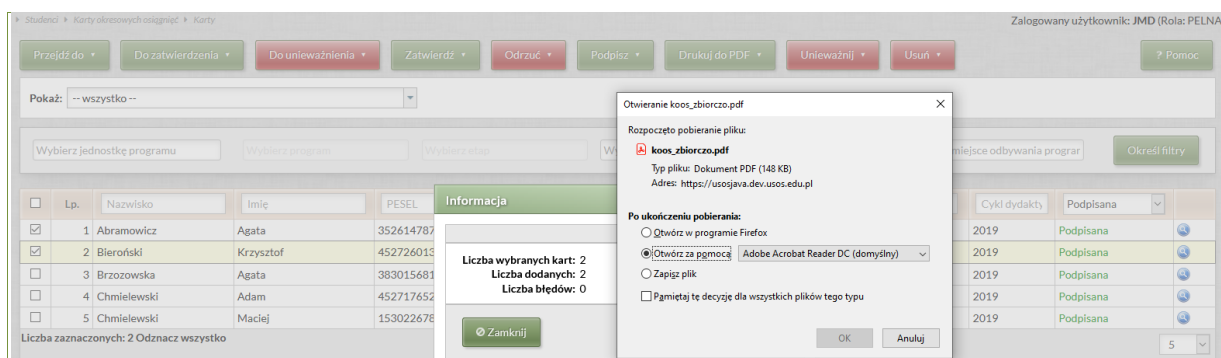 Studenci Karty okresowych osiągnięć Karty Zalogowany użytkownik: JMD (Rola: PELNA
Przejdź do Do zatwierdzenia Do unieważnienia Zatwierdź Odrzuć Podpisz Drukuj do PDF Unieważnij Usuń ? Pomoc
Pokaż: -- wszystko --
Otwieranie koos_zbiorczo.pdf
Rozpoczęto pobieranie pliku:
koos_zbiorczo.pdf
Typ pliku: Dokument PDF (148 KB)
Adres: https://usosjava.dev.usos.edu.pl
Po ukończeniu pobierania:
Otwórz w programie Firefox
Otwórz za pomocą Adobe Acrobat Reader DC (domyślny)
Zapisz plik
Pamiętaj tę decyzję dla wszystkich plików tego typu
OK Anuluj
Wybierz jednostkę programu Wybierz program Wybierz etap miejsce odbywania prograr Określ filtry
Informacja
Liczba wybranych kart: 2
Liczba dodanych: 2
Liczba błędów: 0
Zamknij
Lp. Nazwisko Imię PESEL Cykl dydakty Podpisana
1 Abramowicz Agata 352614787 2019 Podpisana
2 Bieroński Krzysztof 452726013 2019 Podpisana
3 Brzozowska Agata 383015681 2019 Podpisana
4 Chmielewski Adam 452717652 2019 Podpisana
5 Chmielewski Maciej 153022678 2019 Podpisana
Liczba zaznaczonych: 2 Odznacz wszystko 5